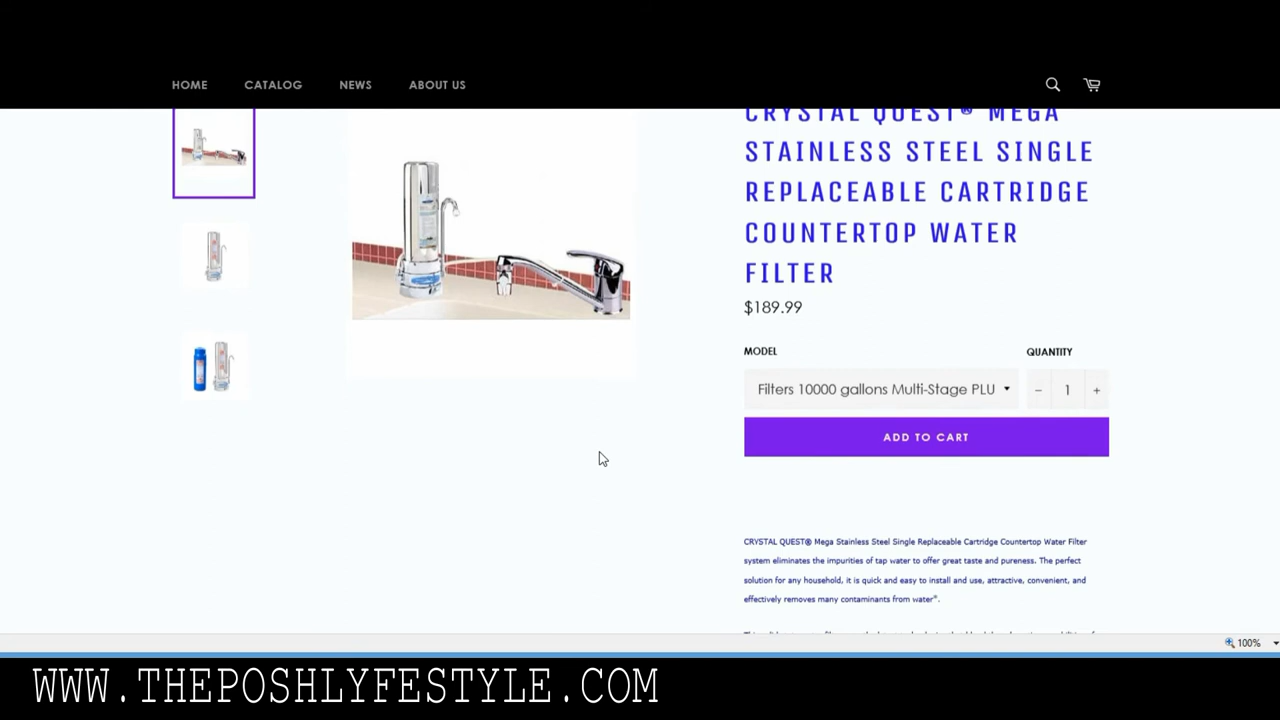 HOME CATALOG NEWS ABOUT US
CRYSTAL QUEST® MEGA
STAINLESS STEEL SINGLE
REPLACEABLE CARTRIDGE
COUNTERTOP WATER
FILTER
$189.99
MODEL QUANTITY
Filters 10000 gallons Multi-Stage PLU − 1 +
ADD TO CART
CRYSTAL QUEST® Mega Stainless Steel Single Replaceable Cartridge Countertop Water Filter
system eliminates the impurities of tap water to offer great taste and pureness. The perfect
solution for any household, it is quick and easy to install and use, attractive, convenient, and
effectively removes many contaminants from water*.
100%
WWW.THEPOSHLYFESTYLE.COM